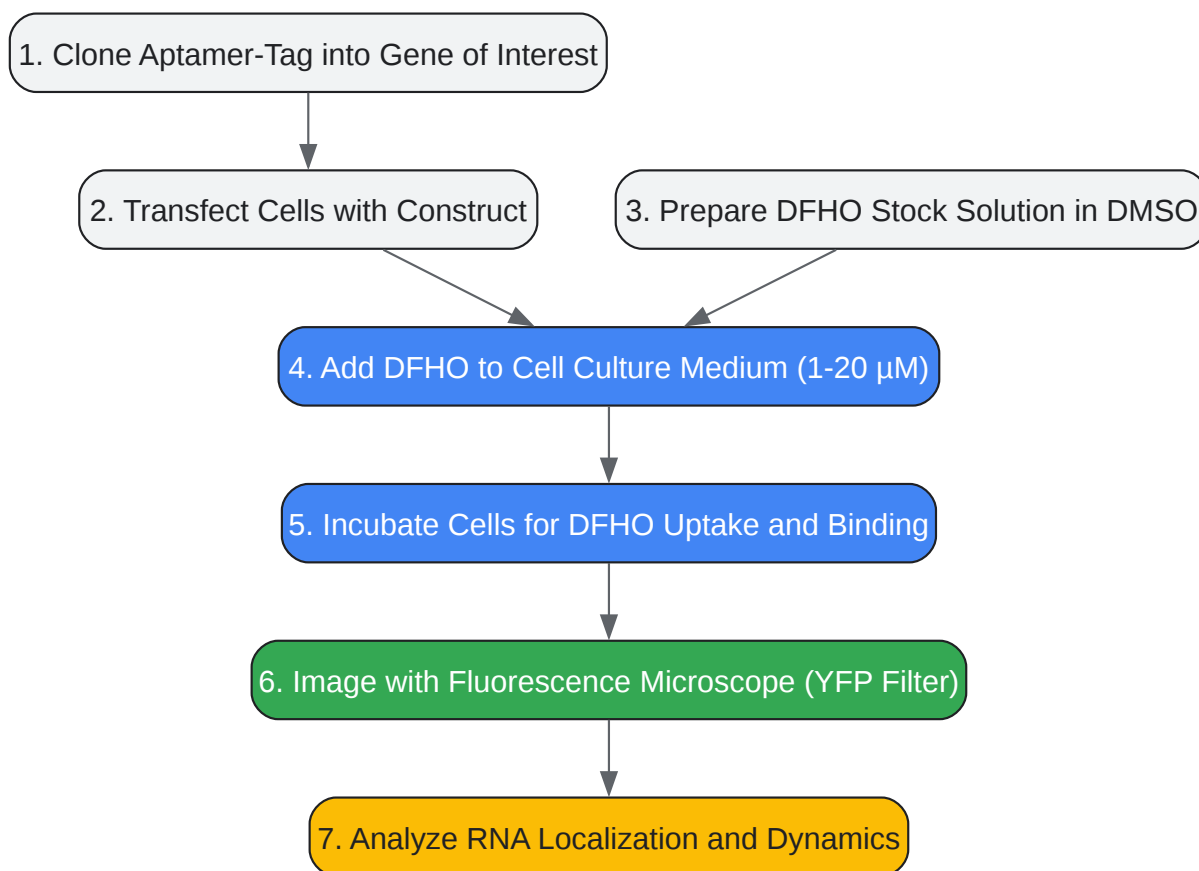 1. Clone Aptamer-Tag into Gene of Interest
2. Transfect Cells with Construct
3. Prepare DFHO Stock Solution in DMSO
4. Add DFHO to Cell Culture Medium (1-20 µM)
5. Incubate Cells for DFHO Uptake and Binding
6. Image with Fluorescence Microscope (YFP Filter)
7. Analyze RNA Localization and Dynamics